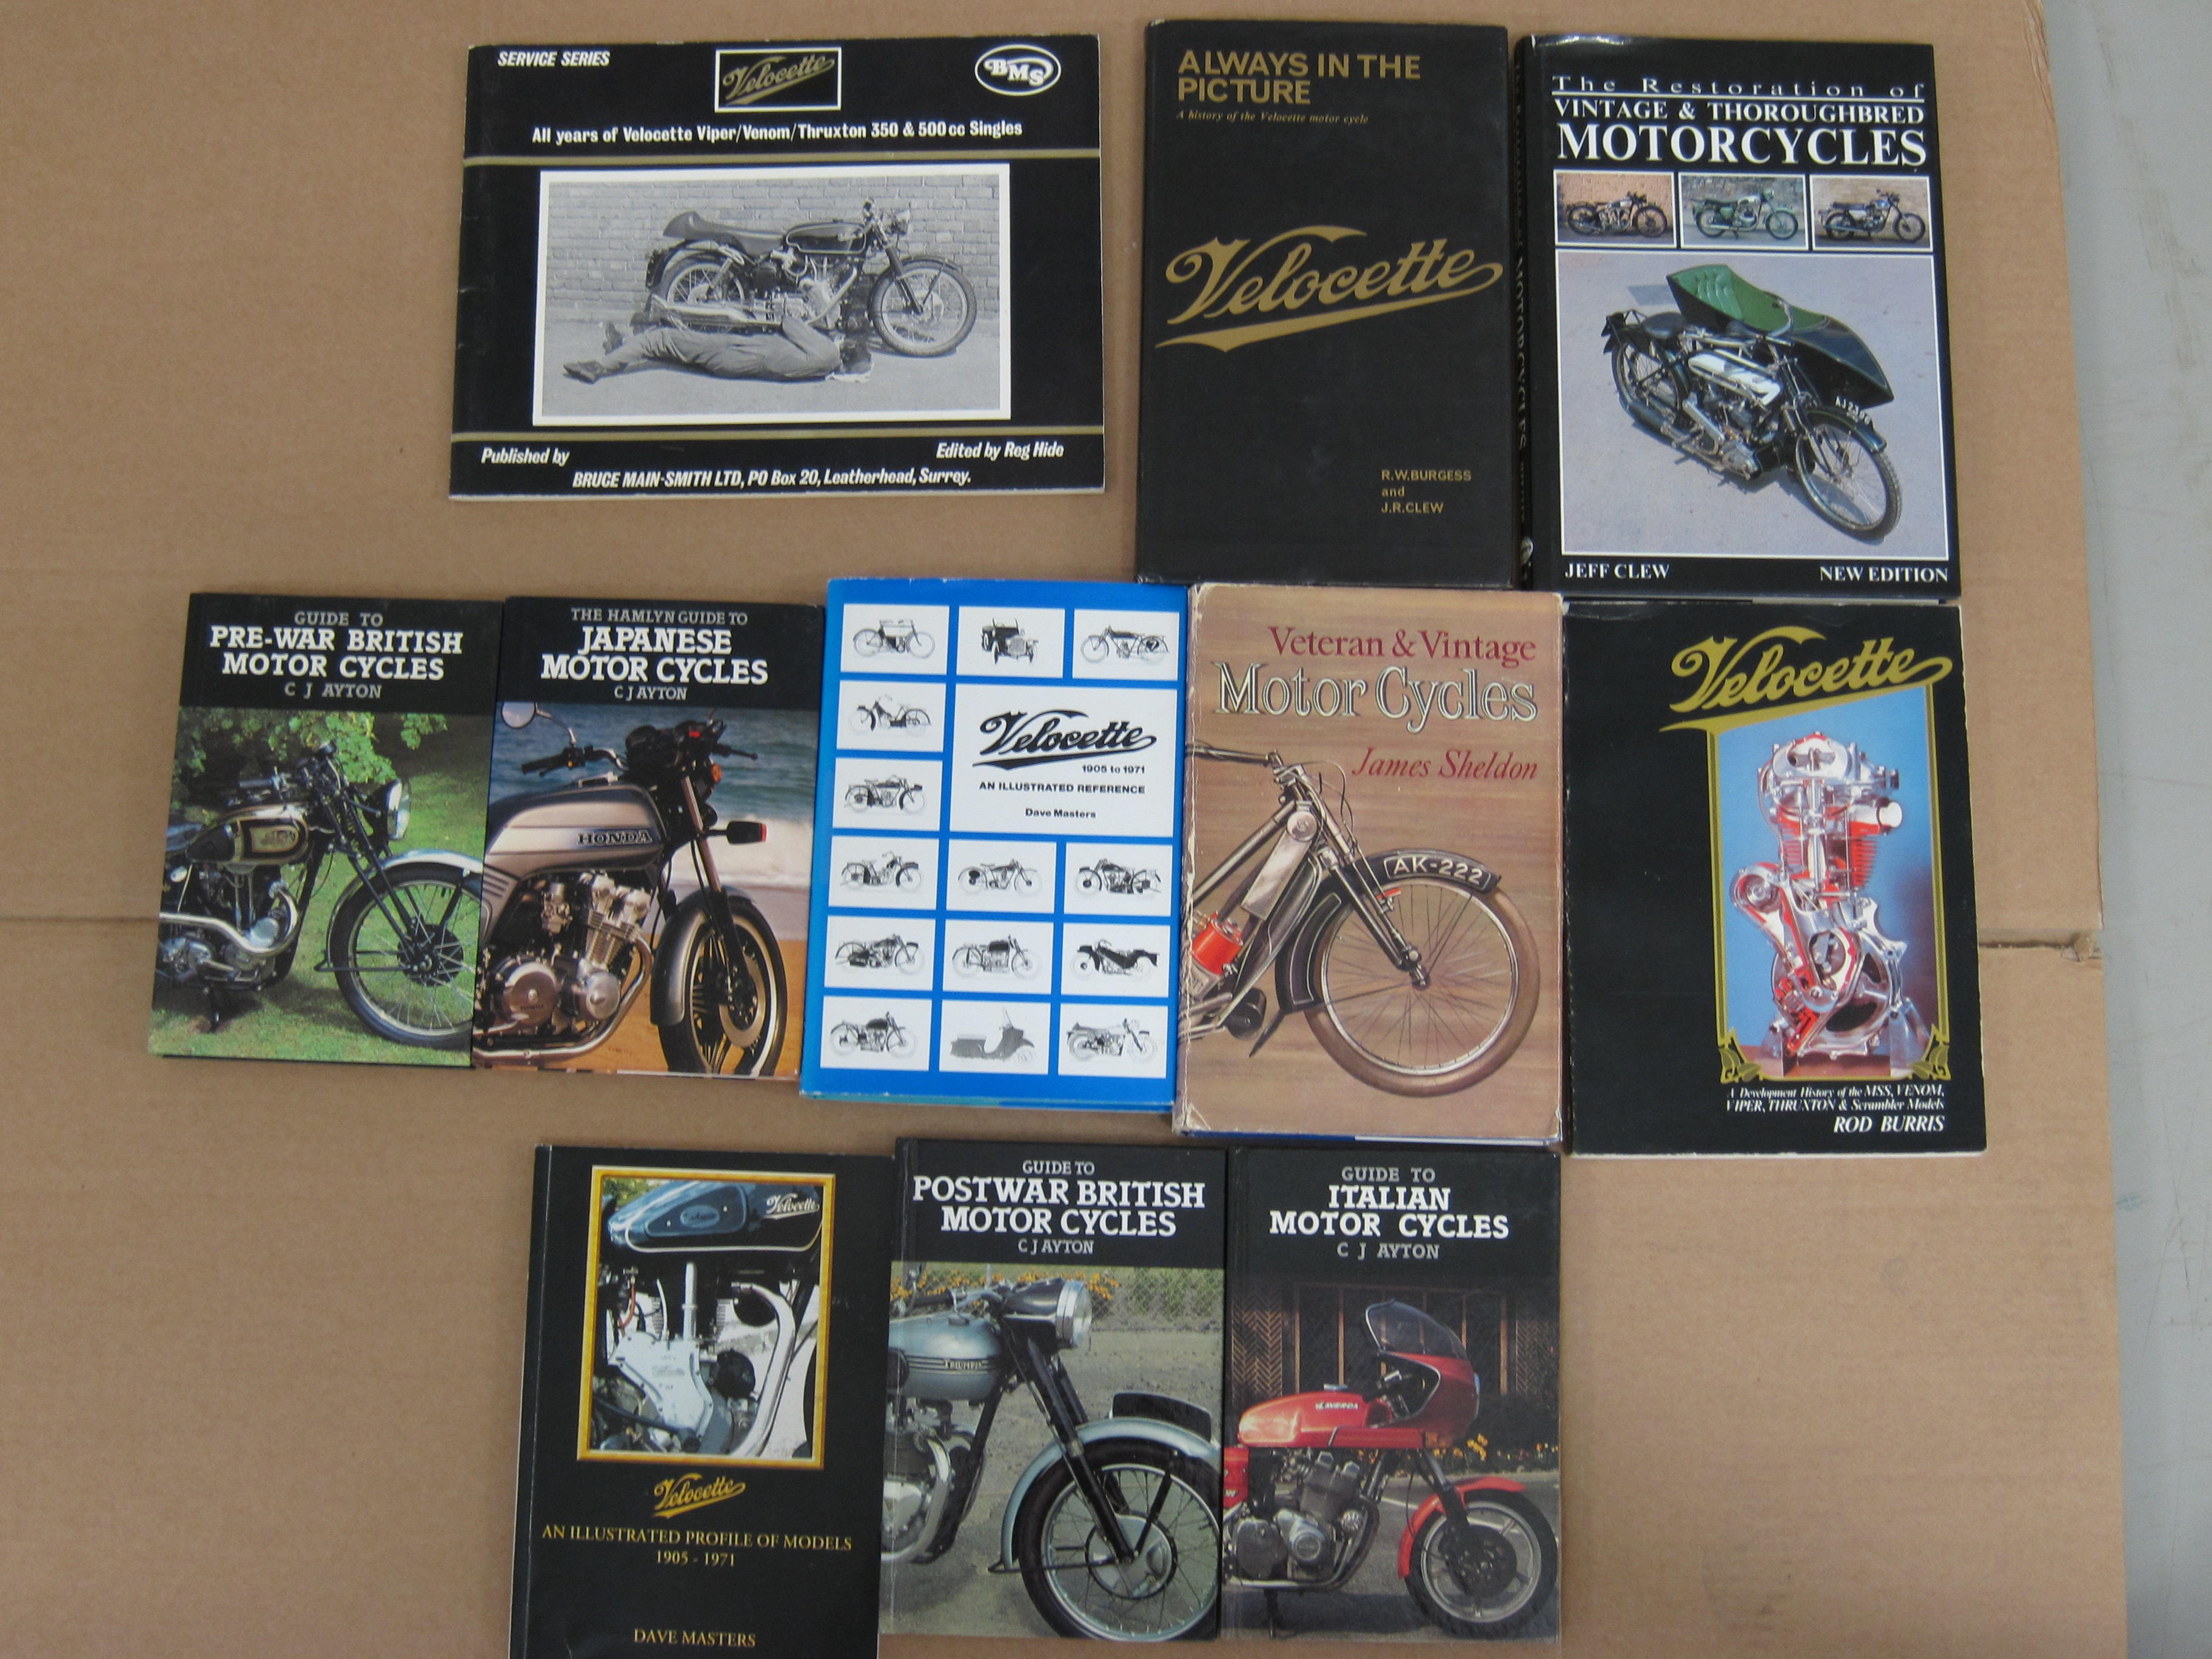 SERVICE SERIES
Velocette
BMS
All years of Velocette Viper/Venom/Thruxton 350 & 500cc Singles
Published by
Edited by Reg Hide
BRUCE MAIN-SMITH LTD, PO Box 20, Leatherhead, Surrey.
ALWAYS IN THE
PICTURE
A history of the Velocette motor cycle
Velocette
R.W.BURGESS
and
J.R.CLEW
The Restoration of
VINTAGE & THOROUGHBRED
MOTORCYCLES
JEFF CLEW
NEW EDITION
GUIDE TO
PRE-WAR BRITISH
MOTOR CYCLES
C J AYTON
THE HAMLYN GUIDE TO
JAPANESE
MOTOR CYCLES
C J AYTON
HONDA
Velocette
1905 to 1971
AN ILLUSTRATED REFERENCE
Dave Masters
Veteran & Vintage
Motor Cycles
James Sheldon
AK-222
Velocette
A Development History of the MSS, VENOM,
VIPER, THRUXTON & Scrambler Models
ROD BURRIS
Velocette
Velocette
AN ILLUSTRATED PROFILE OF MODELS
1905 - 1971
DAVE MASTERS
GUIDE TO
POSTWAR BRITISH
MOTOR CYCLES
C J AYTON
TRIUMPH
GUIDE TO
ITALIAN
MOTOR CYCLES
C J AYTON
LAVERDA